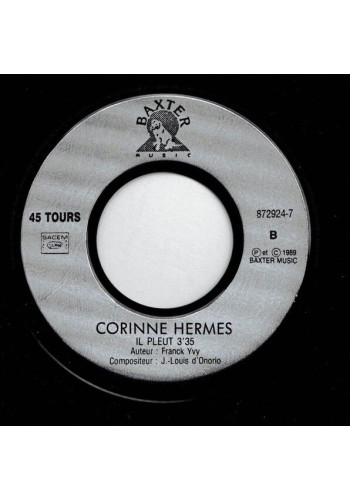 BAXTER
MUSIC
45 TOURS
872924-7
SACEM
B
P et C 1989
BAXTER MUSIC
CORINNE HERMES
IL PLEUT 3'35
Auteur : Franck Yvy
Compositeur : J.-Louis d'Onorio